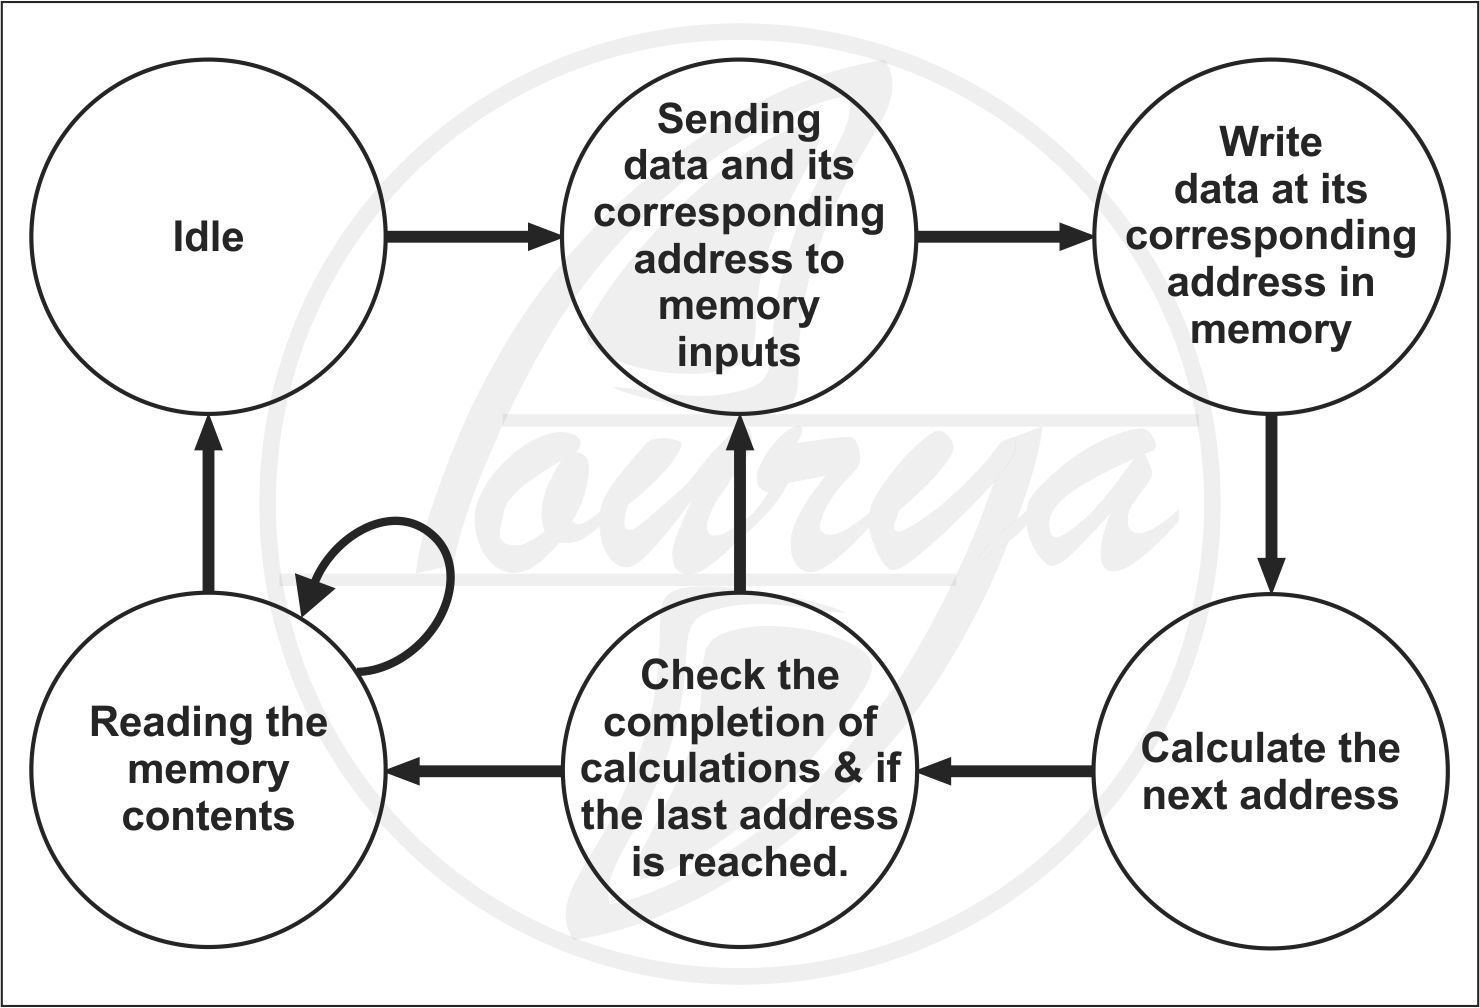 Idle
Sending
data and its
corresponding
address to
memory
inputs
Write
data at its
corresponding
address in
memory
Reading the
memory
contents
Check the
completion of
calculations & if
the last address
is reached.
Calculate the
next address
Pourya